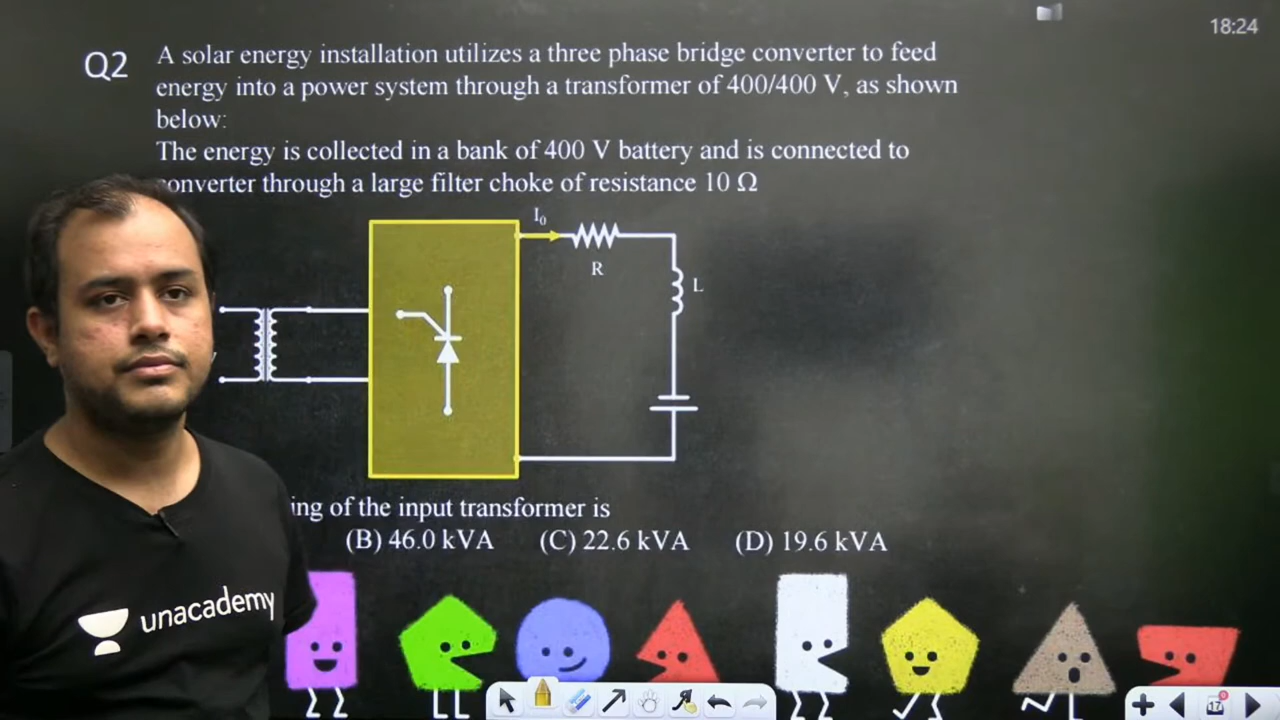 18:24
Q2 A solar energy installation utilizes a three phase bridge converter to feed
energy into a power system through a transformer of 400/400 V, as shown
below:
The energy is collected in a bank of 400 V battery and is connected to
converter through a large filter choke of resistance 10 Ω
I₀
R
L
ing of the input transformer is
(B) 46.0 kVA (C) 22.6 kVA (D) 19.6 kVA
unacademy
17